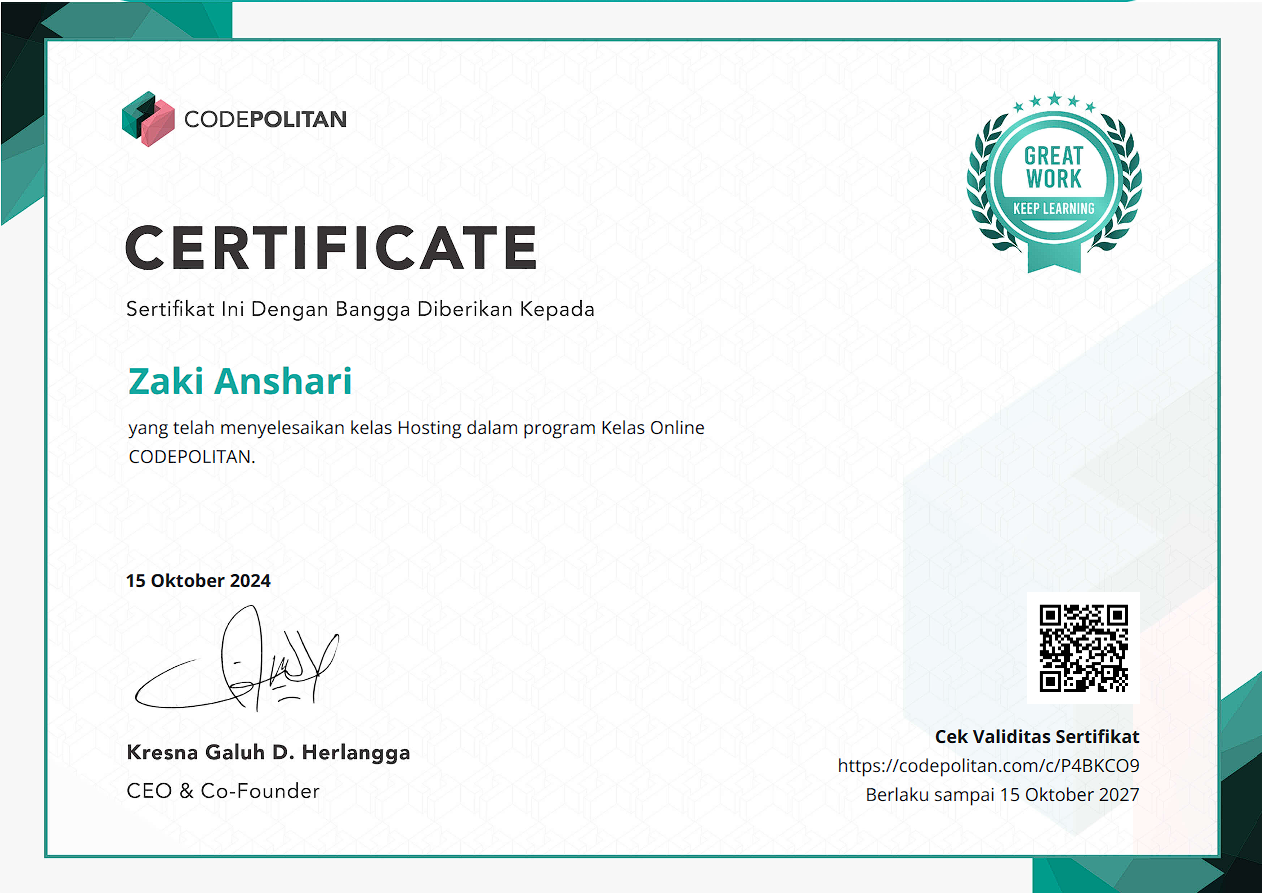 CODEPOLITAN
GREAT
WORK
KEEP LEARNING
CERTIFICATE
Sertifikat Ini Dengan Bangga Diberikan Kepada
Zaki Anshari
yang telah menyelesaikan kelas Hosting dalam program Kelas Online
CODEPOLITAN.
15 Oktober 2024
Kresna Galuh D. Herlangga
CEO & Co-Founder
Cek Validitas Sertifikat
https://codepolitan.com/c/P4BKCO9
Berlaku sampai 15 Oktober 2027